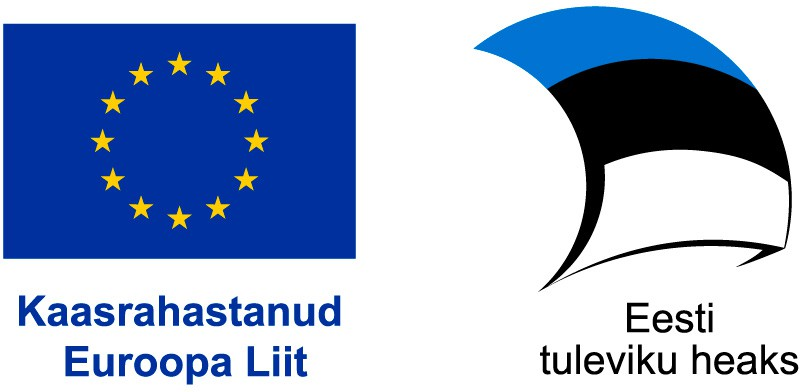 Kaasrahastanud
Euroopa Liit
Eesti
tuleviku heaks